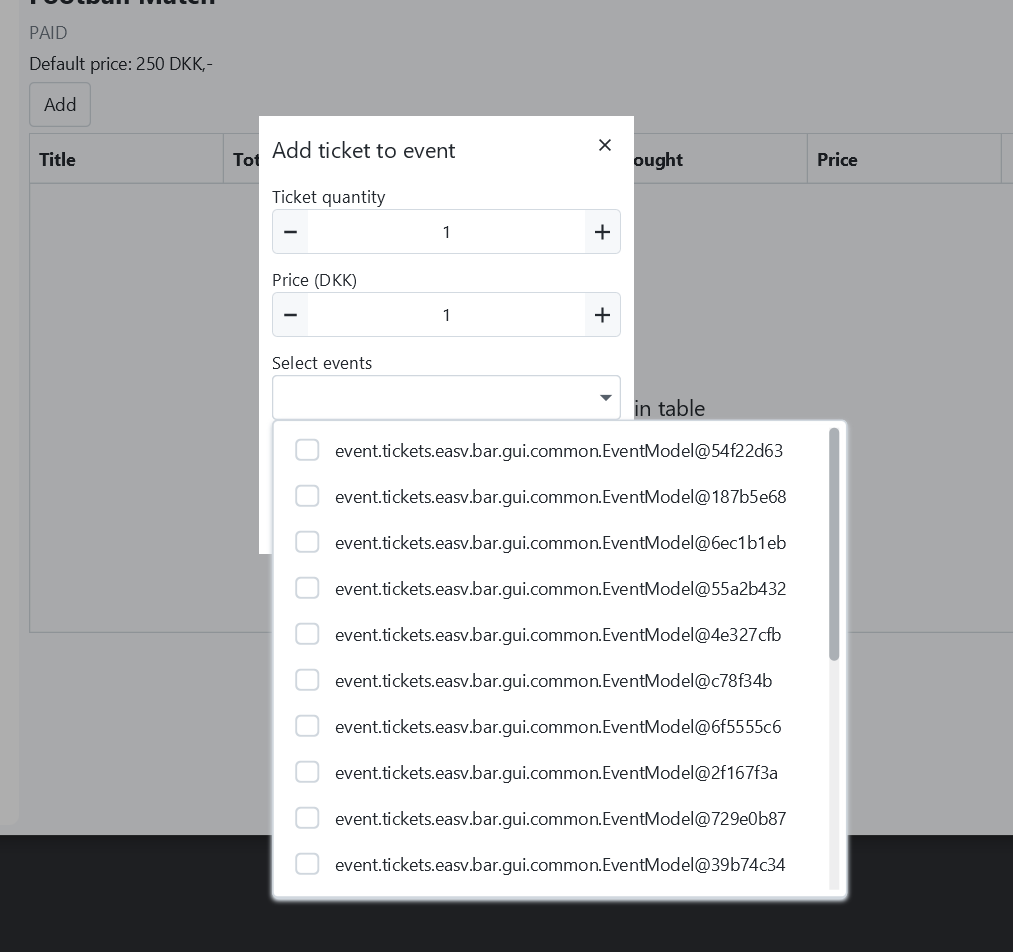 Football Match
PAID
Default price: 250 DKK,-
Add
Title
Price
Add ticket to event
Ticket quantity
1
Price (DKK)
1
Select events
in table
event.tickets.easv.bar.gui.common.EventModel@54f22d63
event.tickets.easv.bar.gui.common.EventModel@187b5e68
event.tickets.easv.bar.gui.common.EventModel@6ec1b1eb
event.tickets.easv.bar.gui.common.EventModel@55a2b432
event.tickets.easv.bar.gui.common.EventModel@4e327cfb
event.tickets.easv.bar.gui.common.EventModel@c78f34b
event.tickets.easv.bar.gui.common.EventModel@6f5555c6
event.tickets.easv.bar.gui.common.EventModel@2f167f3a
event.tickets.easv.bar.gui.common.EventModel@729e0b87
event.tickets.easv.bar.gui.common.EventModel@39b74c34